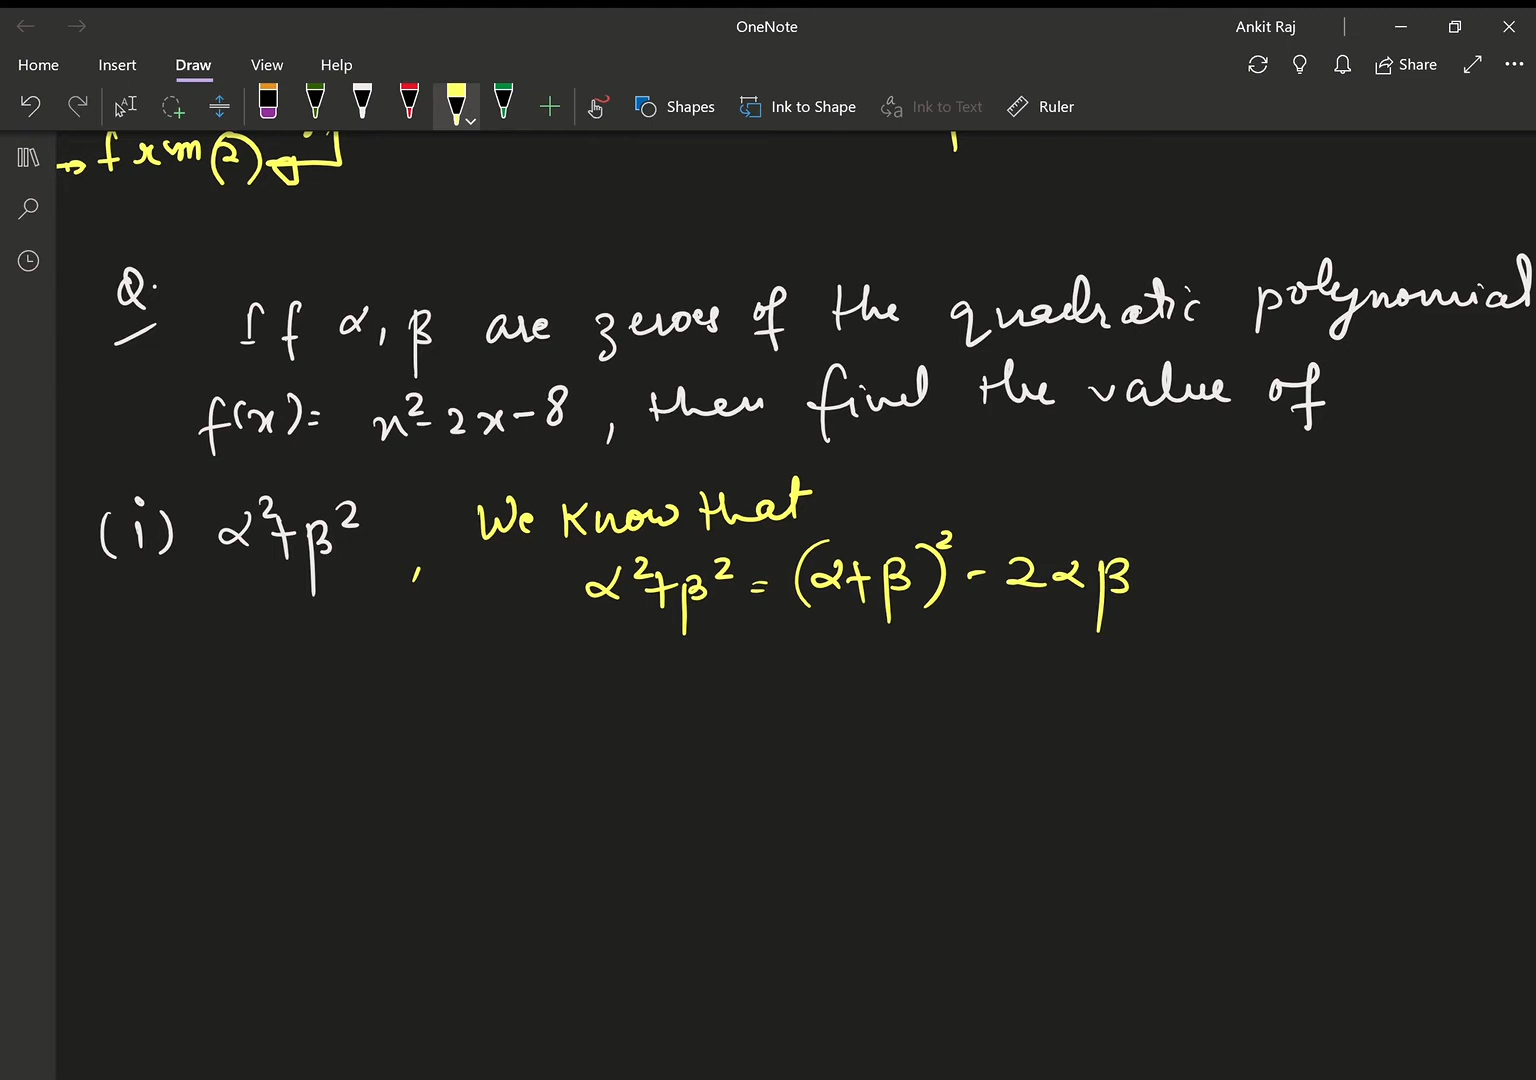 OneNote
Ankit Raj
Home Insert Draw View Help
Share
Shapes Ink to Shape Ink to Text Ruler
Q.
If α, β are zeroes of the quadratic polynomial
f(x)= x²-2x-8, then find the value of
(i) α²+β², We know that
α²+β² = (α+β)² - 2αβ